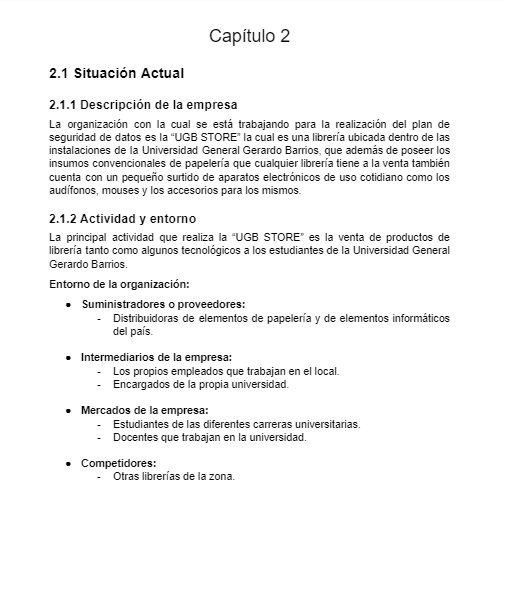 Capítulo 2
2.1 Situación Actual
2.1.1 Descripción de la empresa
La organización con la cual se está trabajando para la realización del plan de
seguridad de datos es la “UGB STORE” la cual es una librería ubicada dentro de las
instalaciones de la Universidad General Gerardo Barrios, que además de poseer los
insumos convencionales de papelería que cualquier librería tiene a la venta también
cuenta con un pequeño surtido de aparatos electrónicos de uso cotidiano como los
audífonos, mouses y los accesorios para los mismos.
2.1.2 Actividad y entorno
La principal actividad que realiza la “UGB STORE” es la venta de productos de
librería tanto como algunos tecnológicos a los estudiantes de la Universidad General
Gerardo Barrios.
Entorno de la organización:
● Suministradores o proveedores:
- Distribuidoras de elementos de papelería y de elementos informáticos
del país.
● Intermediarios de la empresa:
- Los propios empleados que trabajan en el local.
- Encargados de la propia universidad.
● Mercados de la empresa:
- Estudiantes de las diferentes carreras universitarias.
- Docentes que trabajan en la universidad.
● Competidores:
- Otras librerías de la zona.